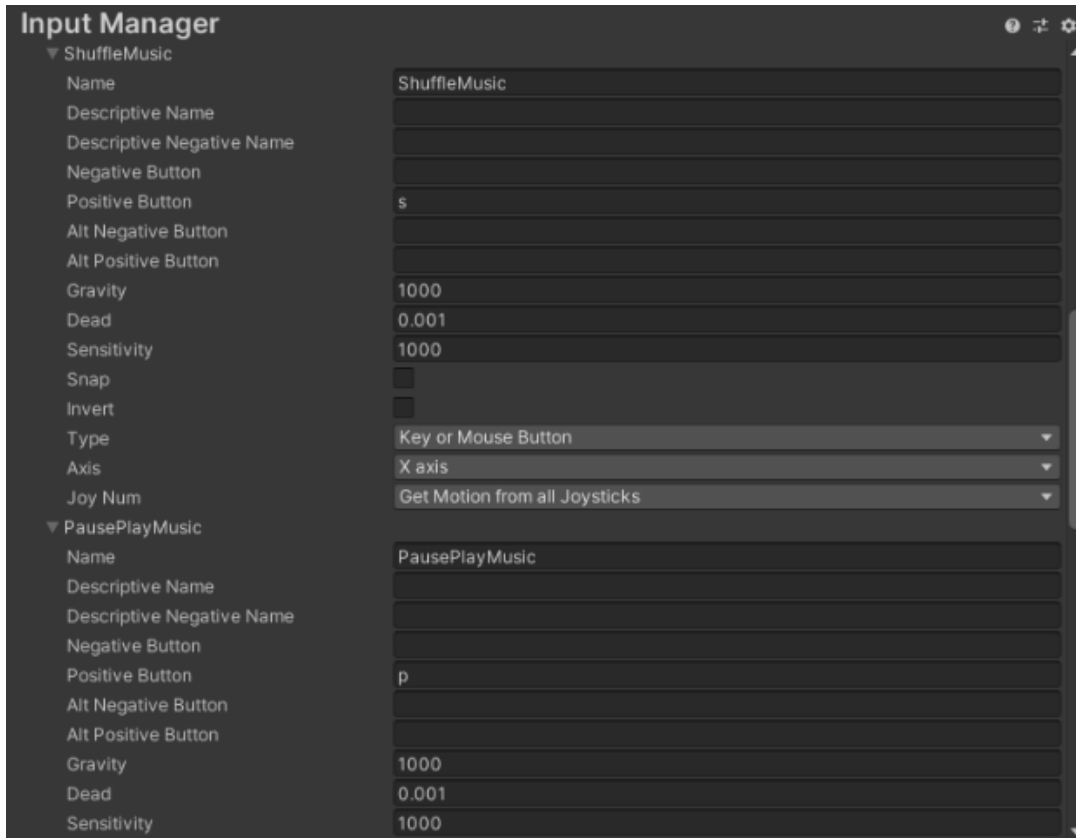 Input Manager
ShuffleMusic
Name ShuffleMusic
Descriptive Name
Descriptive Negative Name
Negative Button
Positive Button s
Alt Negative Button
Alt Positive Button
Gravity 1000
Dead 0.001
Sensitivity 1000
Snap
Invert
Type Key or Mouse Button
Axis X axis
Joy Num Get Motion from all Joysticks
PausePlayMusic
Name PausePlayMusic
Descriptive Name
Descriptive Negative Name
Negative Button
Positive Button p
Alt Negative Button
Alt Positive Button
Gravity 1000
Dead 0.001
Sensitivity 1000